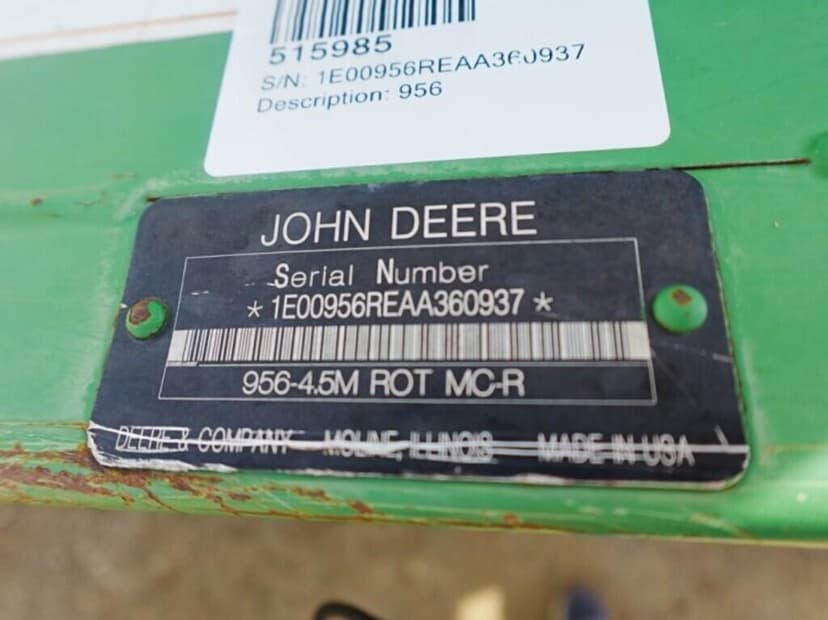 515985
S/N: 1E00956REAA360937
Description: 956
JOHN DEERE
Serial Number
* 1E00956REAA360937 *
956-4.5M ROT MC-R
DEERE & COMPANY MOLINE, ILLINOIS MADE IN USA